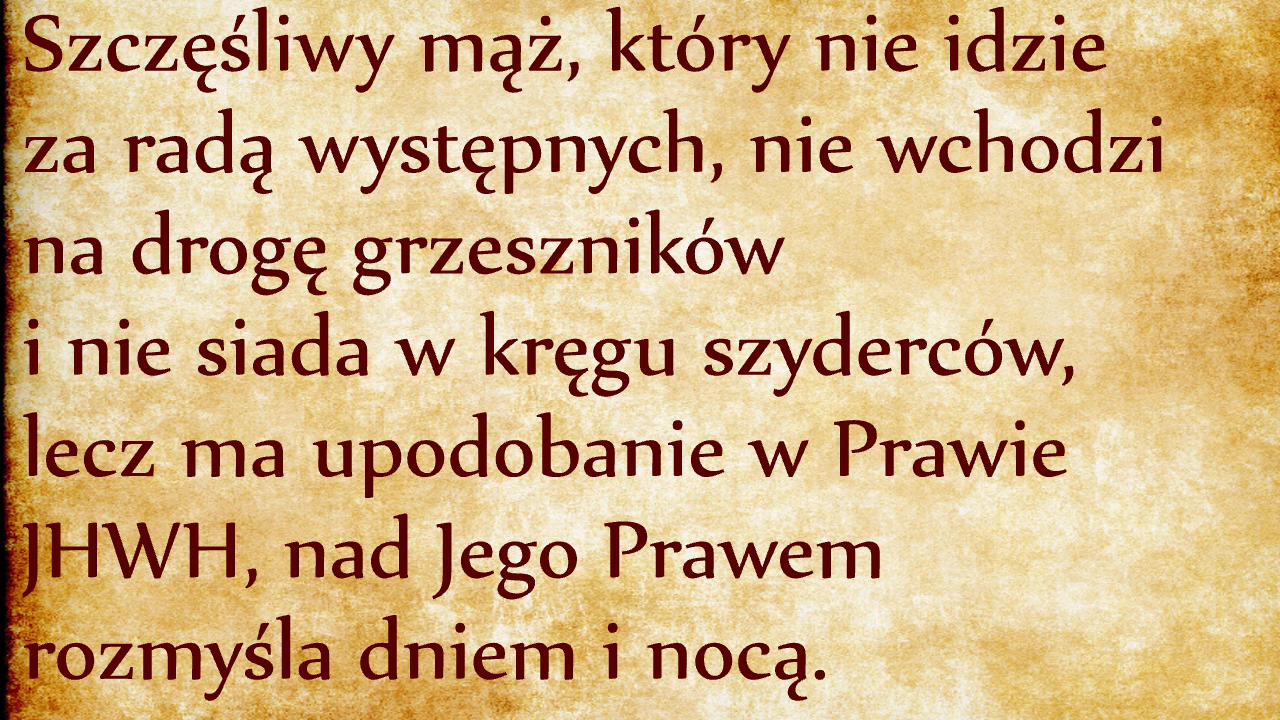 Szczęśliwy mąż, który nie idzie
za radą występnych, nie wchodzi
na drogę grzeszników
i nie siada w kręgu szyderców,
lecz ma upodobanie w Prawie
JHWH, nad Jego Prawem
rozmyśla dniem i nocą.